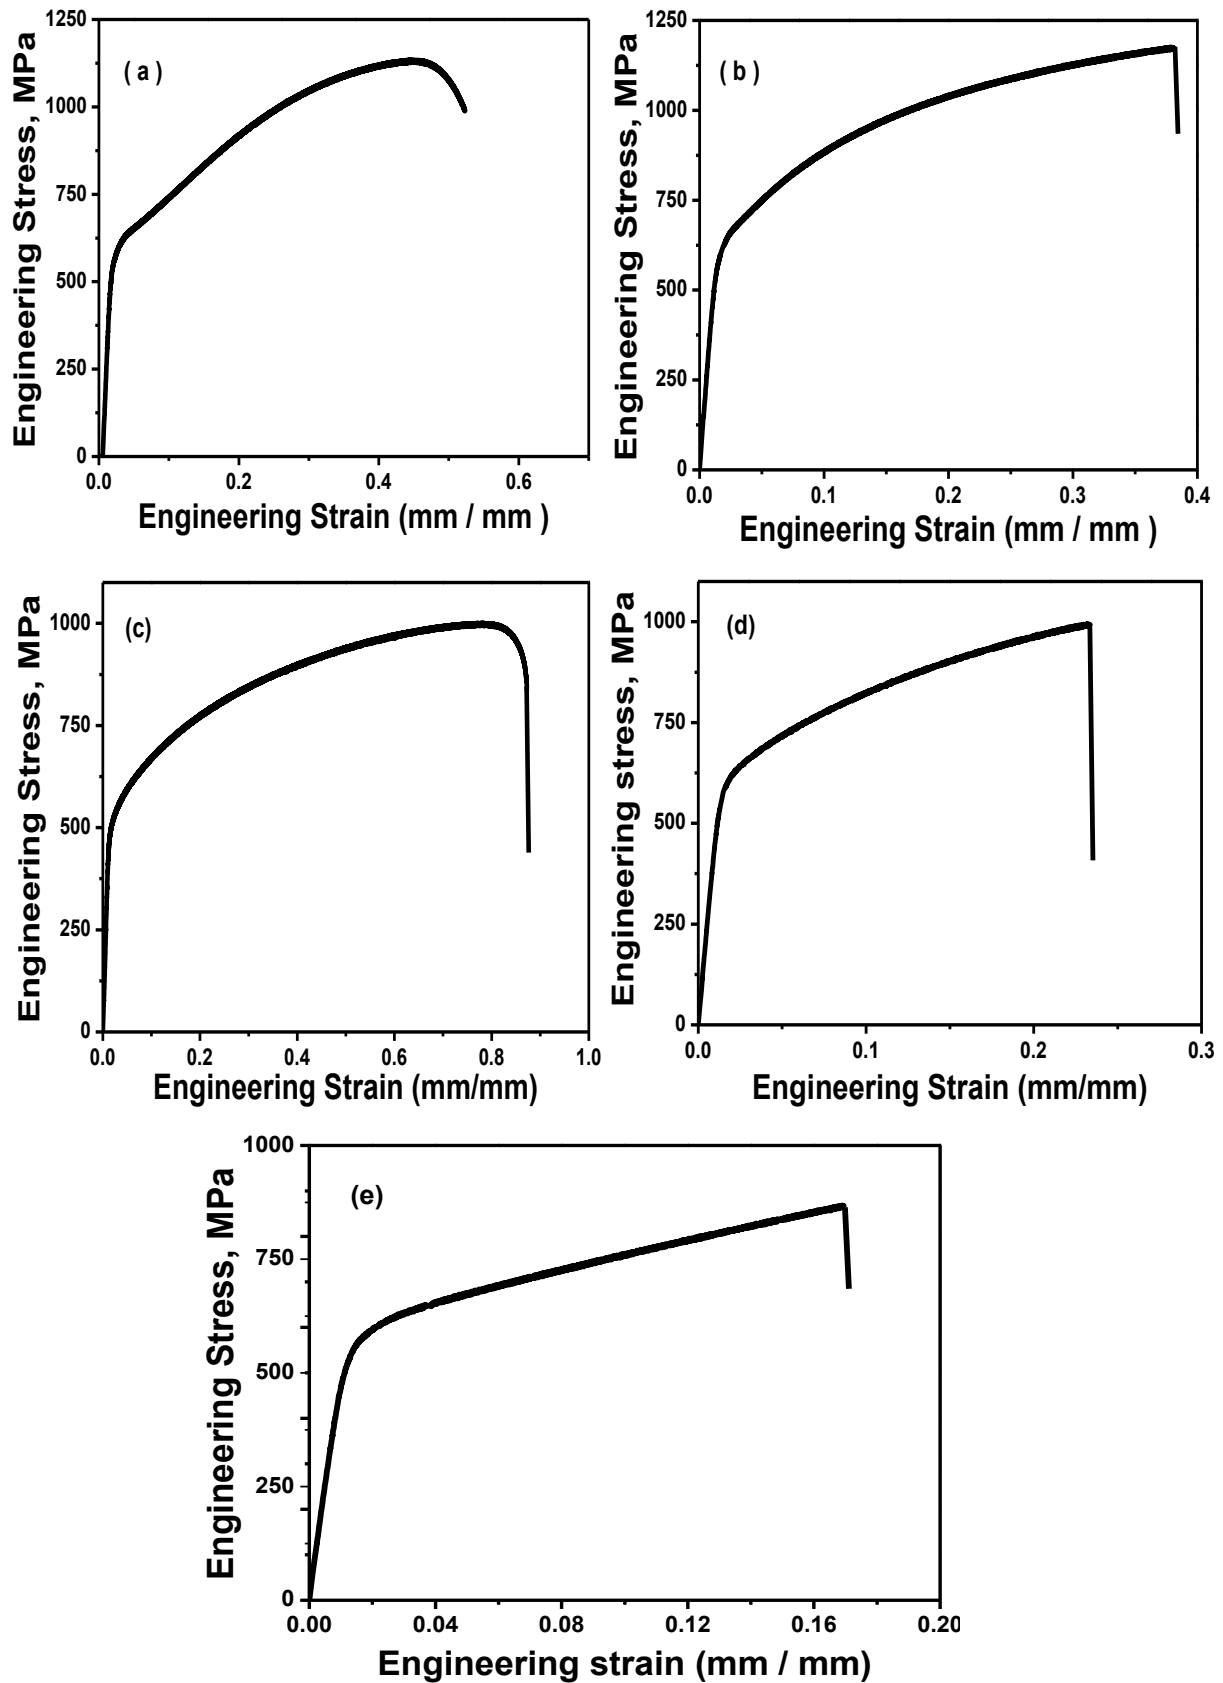 ( a )
Engineering Stress, MPa
1250
1000
750
500
250
0
0.0 0.2 0.4 0.6
Engineering Strain (mm / mm )
( b )
Engineering Stress, MPa
1250
1000
750
500
250
0
0.0 0.1 0.2 0.3 0.4
Engineering Strain (mm / mm )
(c)
Engineering Stress, MPa
1000
750
500
250
0
0.0 0.2 0.4 0.6 0.8 1.0
Engineering Strain (mm/mm)
(d)
Engineering stress, MPa
1000
750
500
250
0
0.0 0.1 0.2 0.3
Engineering Strain (mm/mm)
(e)
Engineering Stress, MPa
1000
750
500
250
0
0.00 0.04 0.08 0.12 0.16 0.20
Engineering strain (mm / mm)